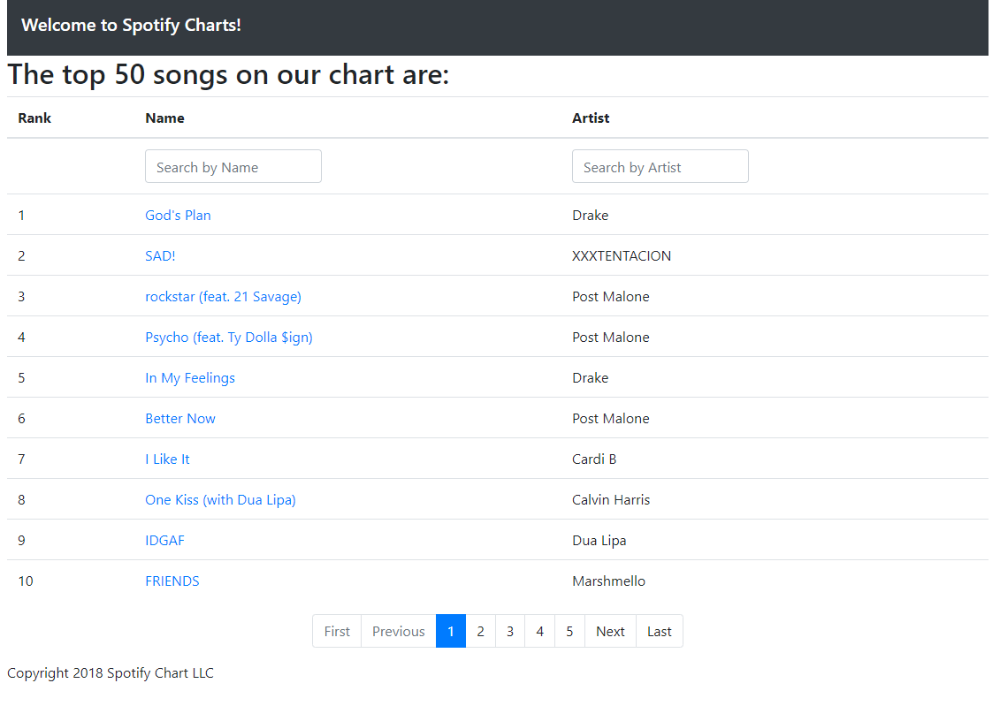 Welcome to Spotify Charts!
The top 50 songs on our chart are:
Rank Name Artist
Search by Name Search by Artist
1 God's Plan Drake
2 SAD! XXXTENTACION
3 rockstar (feat. 21 Savage) Post Malone
4 Psycho (feat. Ty Dolla $ign) Post Malone
5 In My Feelings Drake
6 Better Now Post Malone
7 I Like It Cardi B
8 One Kiss (with Dua Lipa) Calvin Harris
9 IDGAF Dua Lipa
10 FRIENDS Marshmello
First Previous 1 2 3 4 5 Next Last
Copyright 2018 Spotify Chart LLC